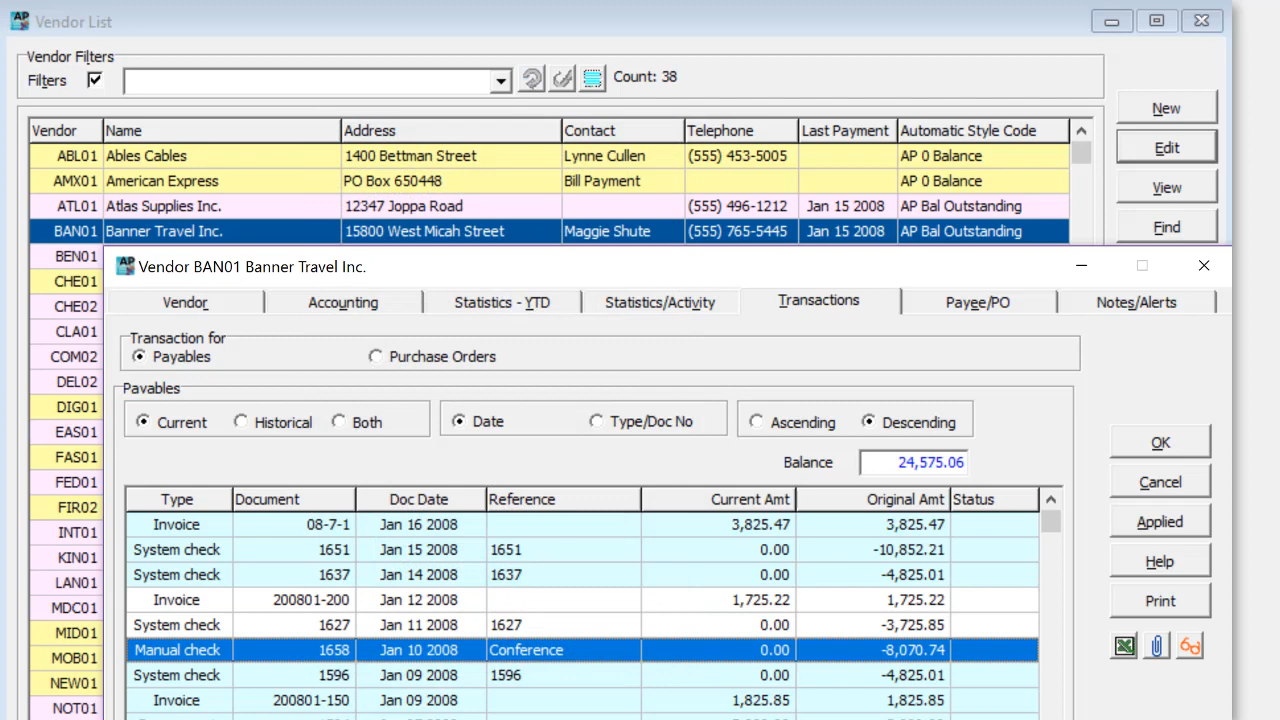 AP Vendor List
Vendor Filters
Filters Count: 38
Vendor Name Address Contact Telephone Last Payment Automatic Style Code
ABL01 Ables Cables 1400 Bettman Street Lynne Cullen (555) 453-5005 AP 0 Balance
AMX01 American Express PO Box 650448 Bill Payment AP 0 Balance
ATL01 Atlas Supplies Inc. 12347 Joppa Road (555) 496-1212 Jan 15 2008 AP Bal Outstanding
BAN01 Banner Travel Inc. 15800 West Micah Street Maggie Shute (555) 765-5445 Jan 15 2008 AP Bal Outstanding
New
Edit
View
Find
BEN01
CHE01
CHE02
CLA01
COM02
DEL02
DIG01
EAS01
FAS01
FED01
FIR02
INT01
KIN01
LAN01
MDC01
MID01
MOB01
NEW01
NOT01
AP Vendor BAN01 Banner Travel Inc.
Vendor Accounting Statistics - YTD Statistics/Activity Transactions Payee/PO Notes/Alerts
Transaction for
Payables Purchase Orders
Payables
Current Historical Both Date Type/Doc No Ascending Descending
Balance 24,575.06
Type Document Doc Date Reference Current Amt Original Amt Status
Invoice 08-7-1 Jan 16 2008 3,825.47 3,825.47
System check 1651 Jan 15 2008 1651 0.00 -10,852.21
System check 1637 Jan 14 2008 1637 0.00 -4,825.01
Invoice 200801-200 Jan 12 2008 1,725.22 1,725.22
System check 1627 Jan 11 2008 1627 0.00 -3,725.85
Manual check 1658 Jan 10 2008 Conference 0.00 -8,070.74
System check 1596 Jan 09 2008 1596 0.00 -4,825.01
Invoice 200801-150 Jan 09 2008 1,825.85 1,825.85
OK
Cancel
Applied
Help
Print